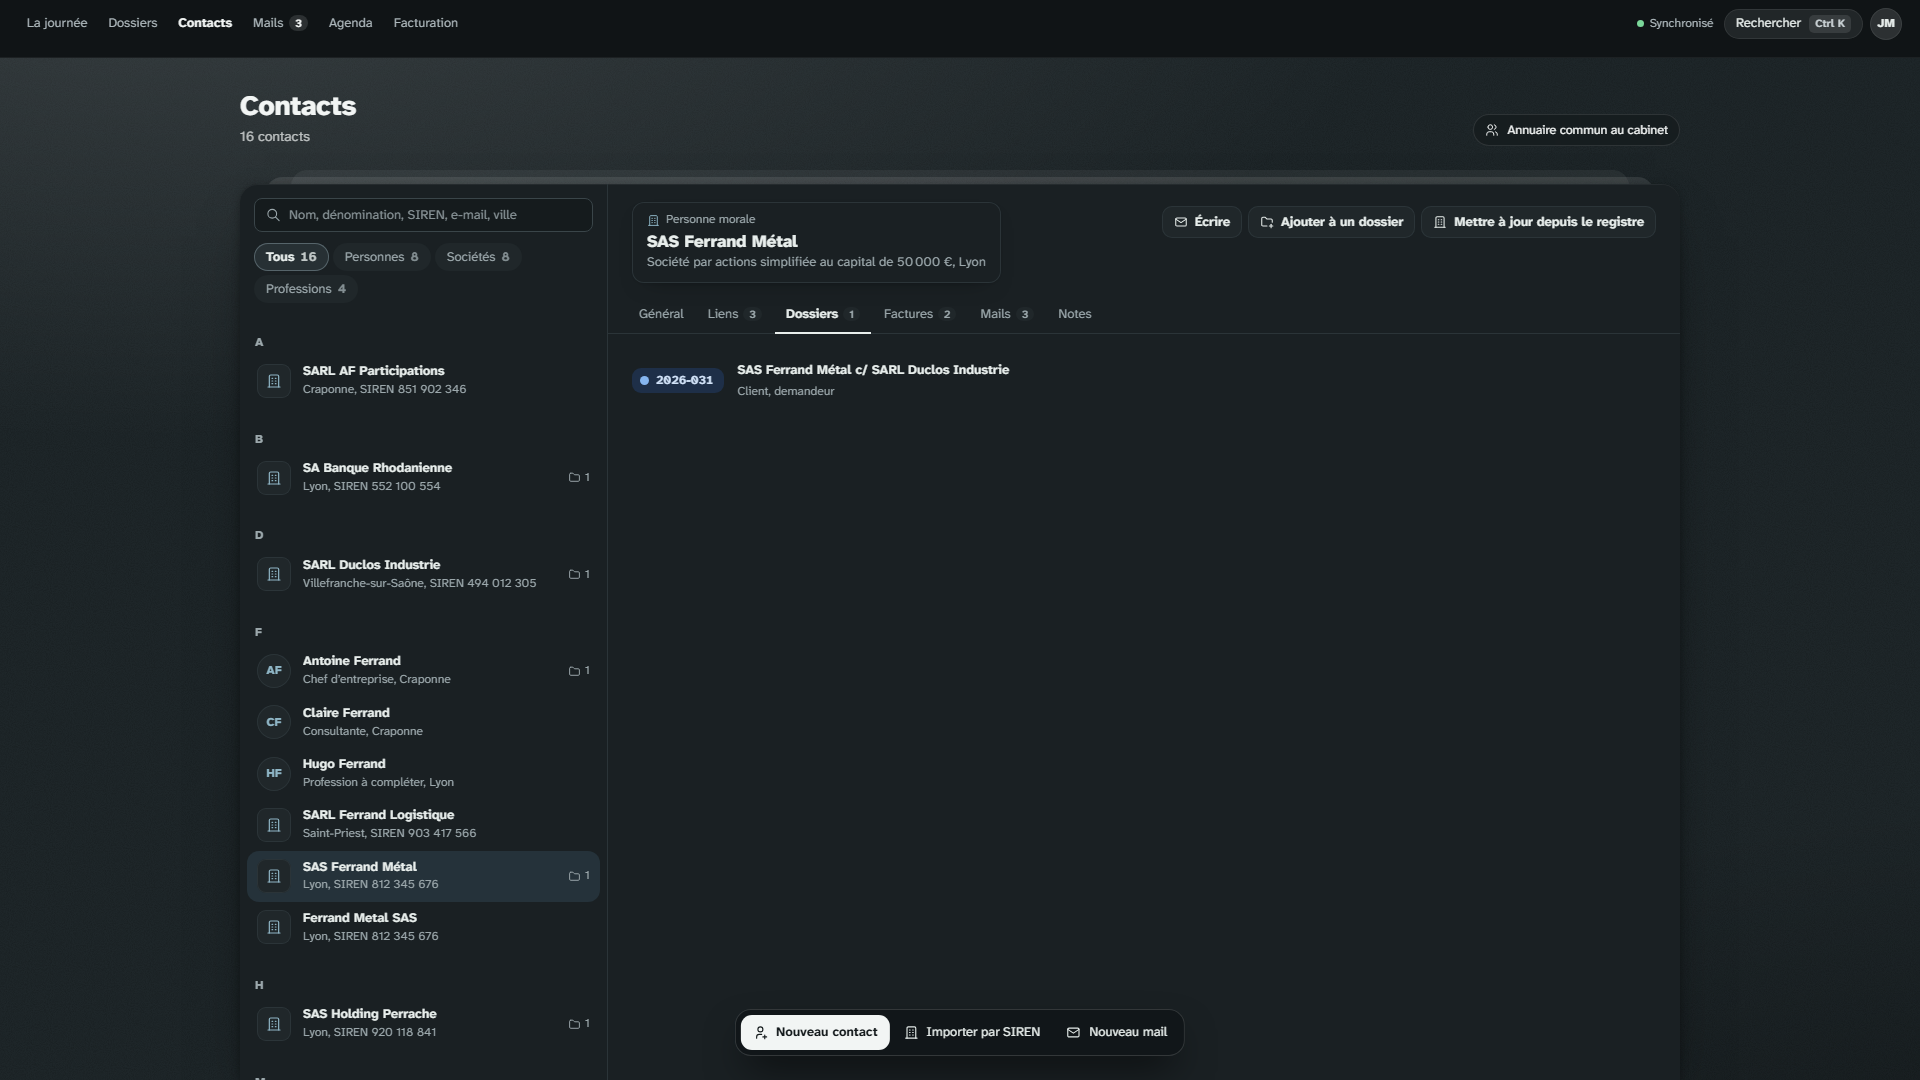 La journée
Dossiers
Contacts
Mails 3
Agenda
Facturation
Synchronisé
Rechercher Ctrl K
JM
Contacts
16 contacts
Annuaire commun au cabinet
Nom, dénomination, SIREN, e-mail, ville
Tous 16
Personnes 8
Sociétés 8
Professions 4
A
SARL AF Participations
Craponne, SIREN 851 902 346
B
SA Banque Rhodanienne
Lyon, SIREN 552 100 554
1
D
SARL Duclos Industrie
Villefranche-sur-Saône, SIREN 494 012 305
1
F
AF
Antoine Ferrand
Chef d'entreprise, Craponne
1
CF
Claire Ferrand
Consultante, Craponne
HF
Hugo Ferrand
Profession à compléter, Lyon
SARL Ferrand Logistique
Saint-Priest, SIREN 903 417 566
SAS Ferrand Métal
Lyon, SIREN 812 345 676
1
Ferrand Metal SAS
Lyon, SIREN 812 345 676
H
SAS Holding Perrache
Lyon, SIREN 920 118 841
1
Personne morale
SAS Ferrand Métal
Société par actions simplifiée au capital de 50 000 €, Lyon
Écrire
Ajouter à un dossier
Mettre à jour depuis le registre
Général
Liens 3
Dossiers 1
Factures 2
Mails 3
Notes
2026-031
SAS Ferrand Métal c/ SARL Duclos Industrie
Client, demandeur
Nouveau contact
Importer par SIREN
Nouveau mail